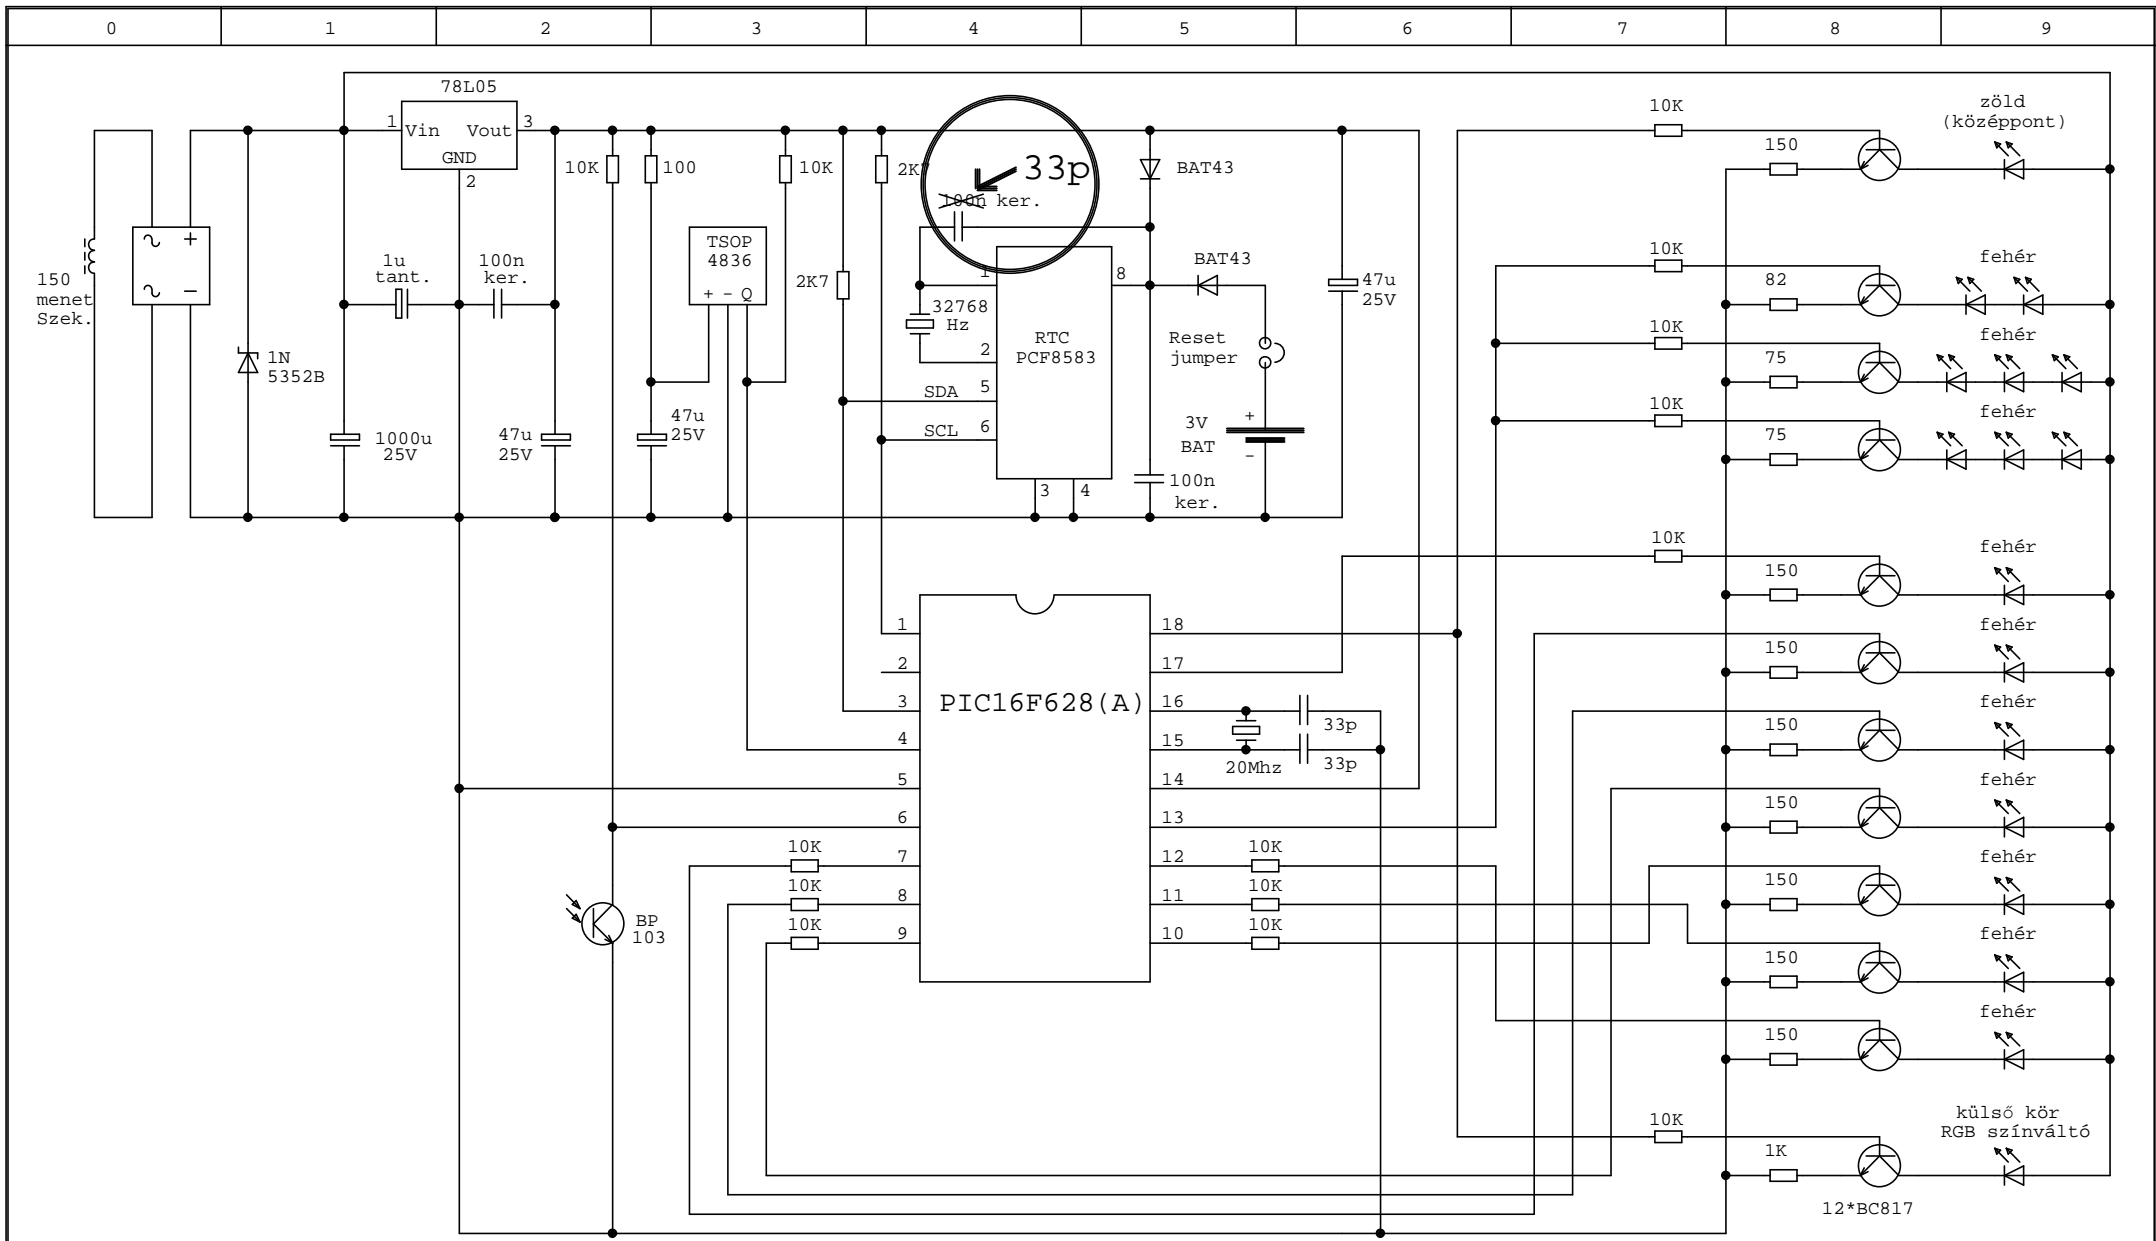 0 1 2 3 4 5 6 7 8 9
78L05
1 Vin Vout 3
GND
2
10K
100
10K
2K7
33p
100n ker.
BAT43
10K
150
zöld
(középpont)
150
menet
Szek.
+
−
1u
tant.
100n
ker.
TSOP
4836
+ − Q
2K7
32768
Hz
1
2
5
6
8
3
4
RTC
PCF8583
SDA
SCL
BAT43
Reset
jumper
3V
BAT
+
−
47u
25V
1N
5352B
1000u
25V
47u
25V
47u
25V
100n
ker.
10K
82
fehér
10K
75
fehér
10K
75
fehér
10K
150
fehér
150
fehér
150
fehér
150
fehér
150
fehér
150
fehér
150
fehér
PIC16F628(A)
1
2
3
4
5
6
7
8
9
18
17
16
15
14
13
12
11
10
33p
33p
20Mhz
10K
10K
10K
10K
10K
10K
BP
103
10K
1K
külső kör
RGB színváltó
12*BC817